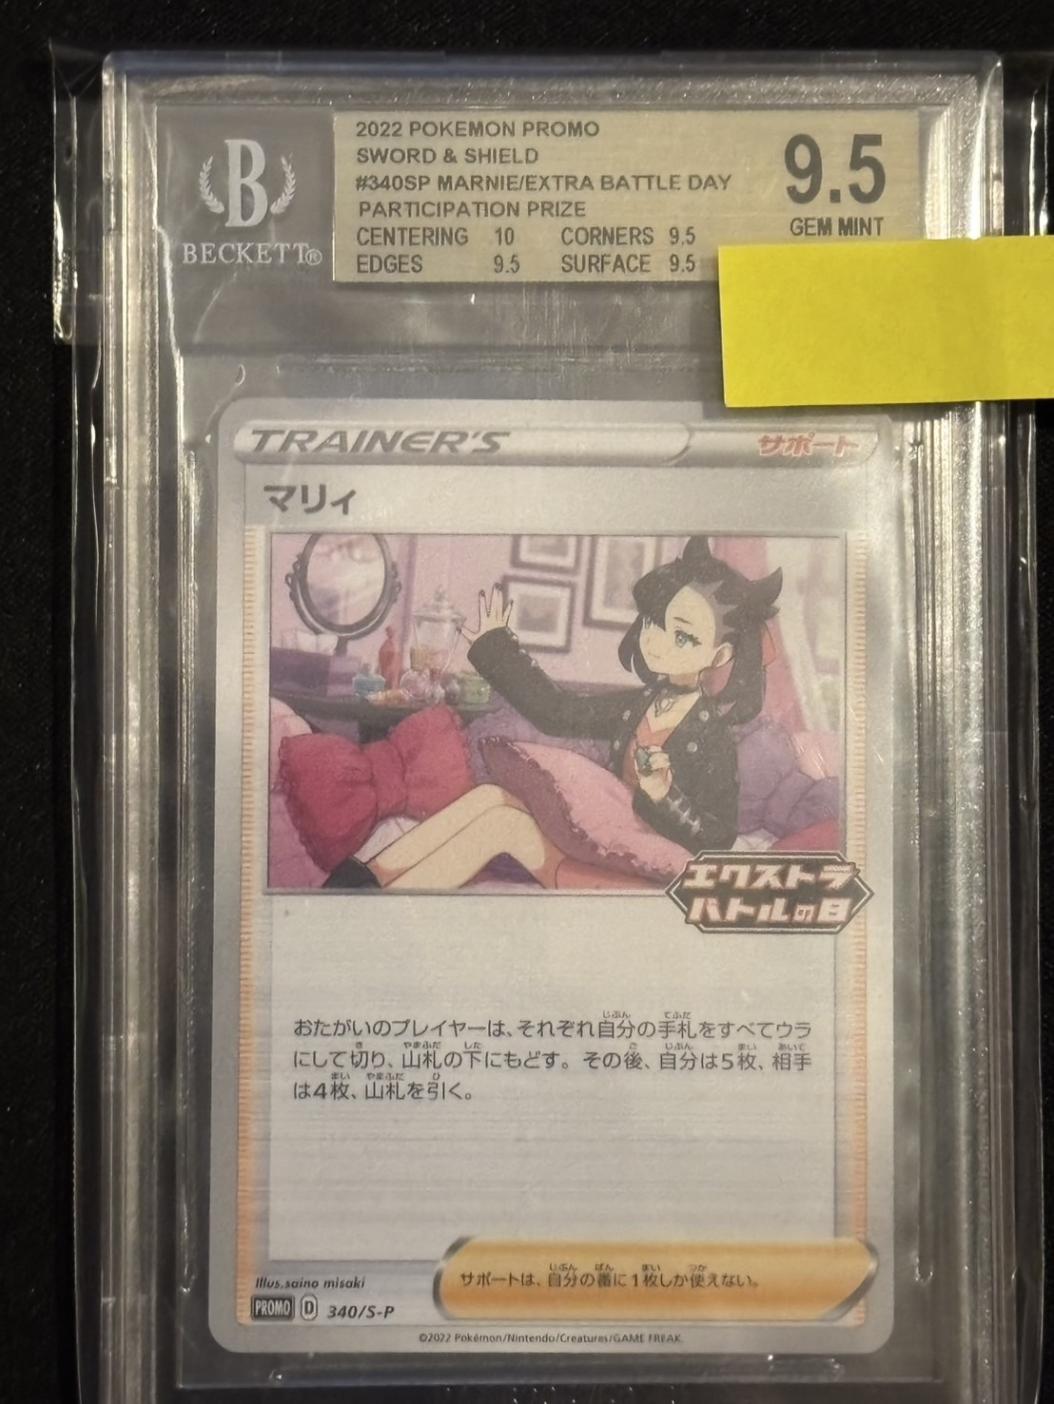 B
BECKETT®
2022 POKEMON PROMO
SWORD & SHIELD
#340SP MARNIE/EXTRA BATTLE DAY
PARTICIPATION PRIZE
CENTERING 10 CORNERS 9.5
EDGES 9.5 SURFACE 9.5
9.5
GEM MINT
TRAINER'S サポート
マリィ
エクストラ
バトルの日
おたがいのプレイヤーは、それぞれ自分の手札をすべてウラ
にして切り、山札の下にもどす。その後、自分は5枚、相手
は4枚、山札を引く。
サポートは、自分の番に1枚しか使えない。
Illus.saino misaki
PROMO D 340/S-P
©2022 Pokémon/Nintendo/Creatures/GAME FREAK.